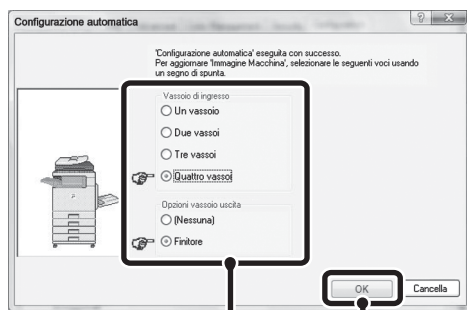 Configurazione automatica
'Configurazione automatica' eseguita con successo.
Per aggiornare 'Immagine Macchina', selezionare le seguenti voci usando
un segno di spunta.
Vassoio di ingresso
Un vassoio
Due vassoi
Tre vassoi
Quattro vassoi
Opzioni vassoio uscita
(Nessuna)
Finitore
OK
Cancella